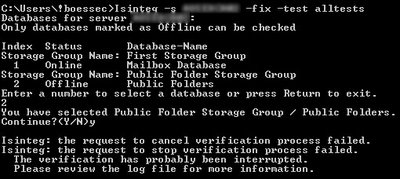 C:\Users\!boessec>Isinteg -s -fix -test alltests
Databases for server :
Only databases marked as Offline can be checked
Index Status Database-Name
Storage Group Name: First Storage Group
1 Online Mailbox Database
Storage Group Name: Public Folder Storage Group
2 Offline Public Folders
Enter a number to select a database or press Return to exit.
2
You have selected Public Folder Storage Group / Public Folders.
Continue?(Y/N)y
Isinteg: the request to cancel verification process failed.
Isinteg: the request to stop verification process failed.
The verification has probably been interrupted.
Please review the log file for more information.